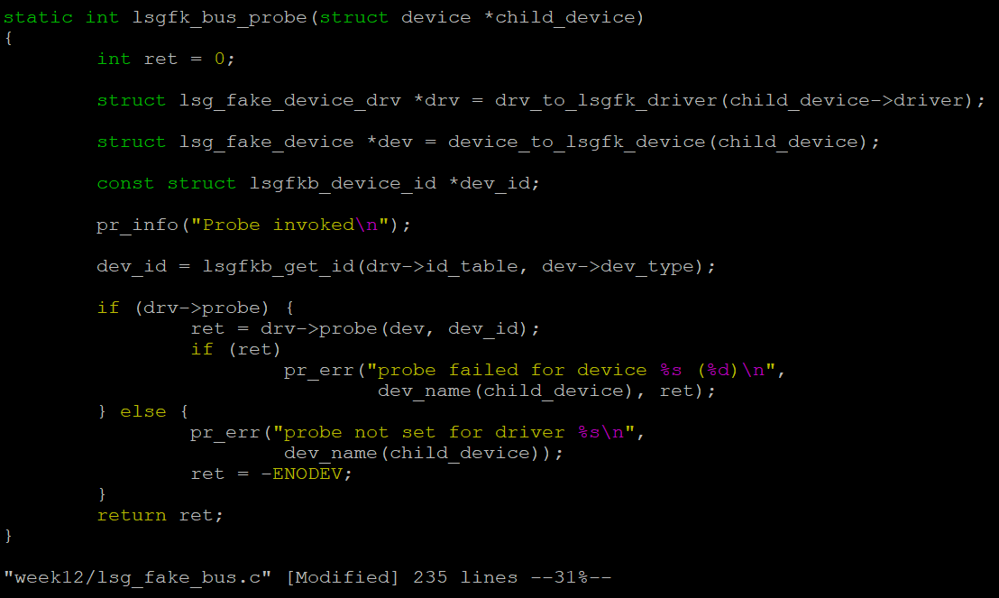 static int lsgfk_bus_probe(struct device *child_device)
{
        int ret = 0;

        struct lsg_fake_device_drv *drv = drv_to_lsgfk_driver(child_device->driver);

        struct lsg_fake_device *dev = device_to_lsgfk_device(child_device);

        const struct lsgfkb_device_id *dev_id;

        pr_info("Probe invoked\n");

        dev_id = lsgfkb_get_id(drv->id_table, dev->dev_type);

        if (drv->probe) {
                ret = drv->probe(dev, dev_id);
                if (ret)
                        pr_err("probe failed for device %s (%d)\n",
                                dev_name(child_device), ret);
        } else {
                pr_err("probe not set for driver %s\n",
                        dev_name(child_device));
                ret = -ENODEV;
        }
        return ret;
}

"week12/lsg_fake_bus.c" [Modified] 235 lines --31%--